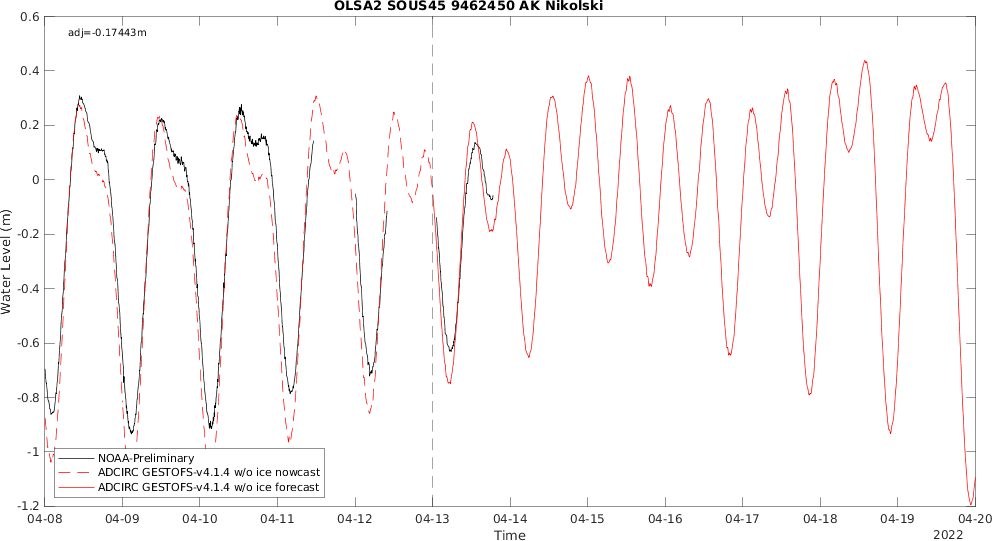 OLSA2 SOUS45 9462450 AK Nikolski
adj=-0.17443m
0.6
0.4
0.2
0
-0.2
-0.4
-0.6
-0.8
-1
-1.2
Water Level (m)
NOAA-Preliminary
ADCIRC GESTOFS-v4.1.4 w/o ice nowcast
ADCIRC GESTOFS-v4.1.4 w/o ice forecast
04-08 04-09 04-10 04-11 04-12 04-13 04-14 04-15 04-16 04-17 04-18 04-19 04-20
Time
2022